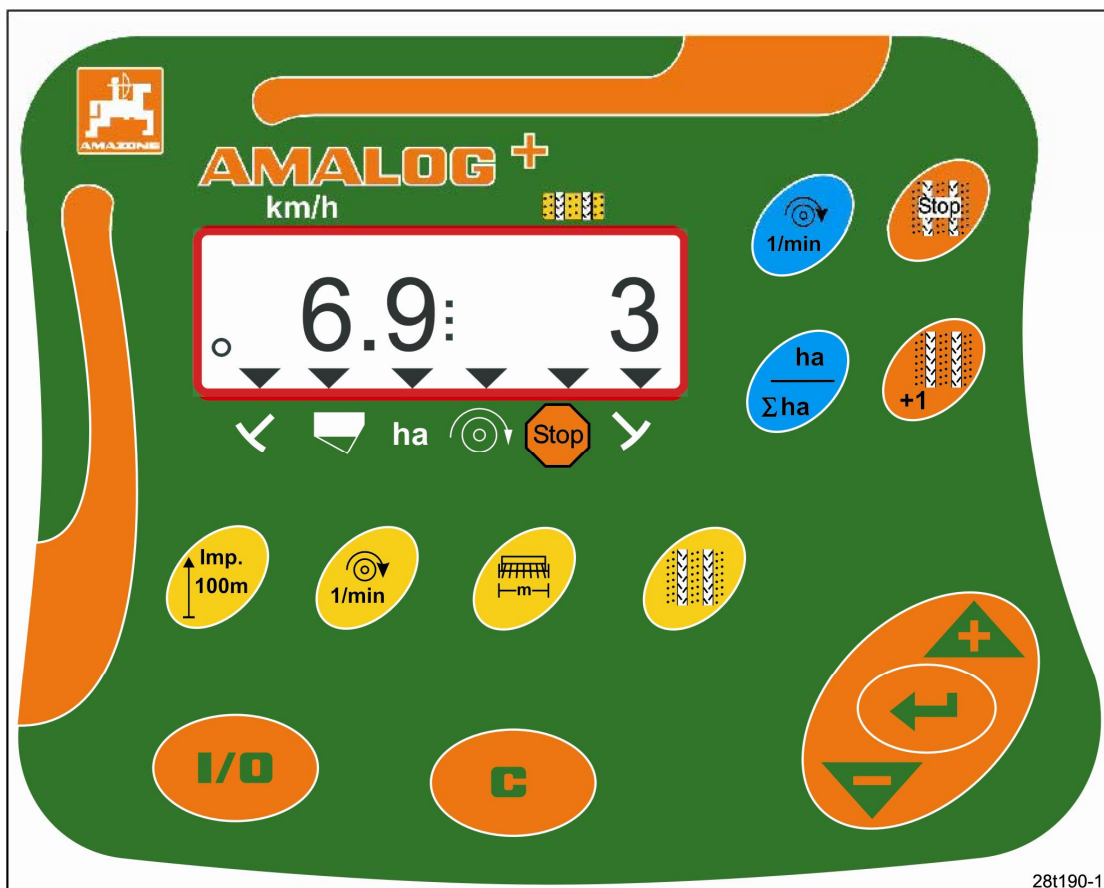 AMAZONE
AMALOG +
km/h
6.9 3
ha Stop
1/min
Stop
ha
Σha
+1
Imp.
100m
1/min
m
+
-
I/O
C
28t190-1